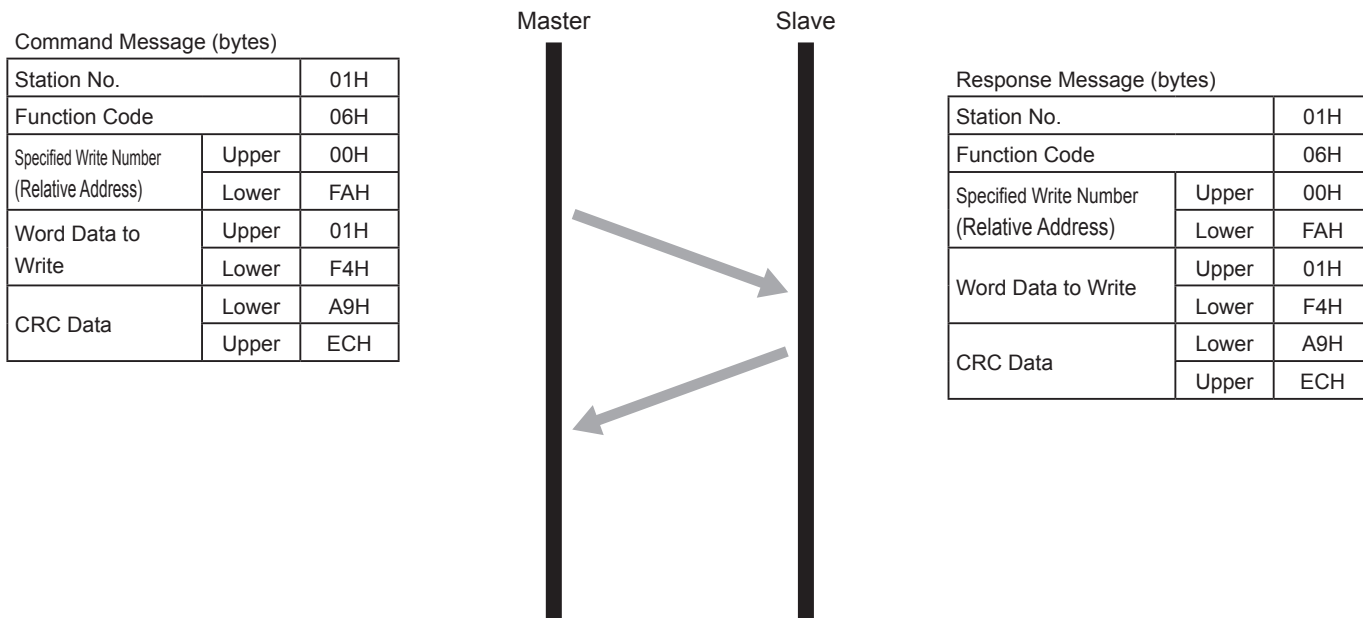 Master Slave
Command Message (bytes)
Station No. 01H
Function Code 06H
Specified Write Number (Relative Address) Upper 00H
Lower FAH
Word Data to Write Upper 01H
Lower F4H
CRC Data Lower A9H
Upper ECH
Response Message (bytes)
Station No. 01H
Function Code 06H
Specified Write Number (Relative Address) Upper 00H
Lower FAH
Word Data to Write Upper 01H
Lower F4H
CRC Data Lower A9H
Upper ECH